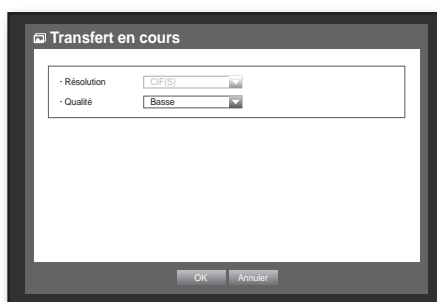 Transfert en cours
· Résolution CIF(S)
· Qualité Basse
OK Annuler